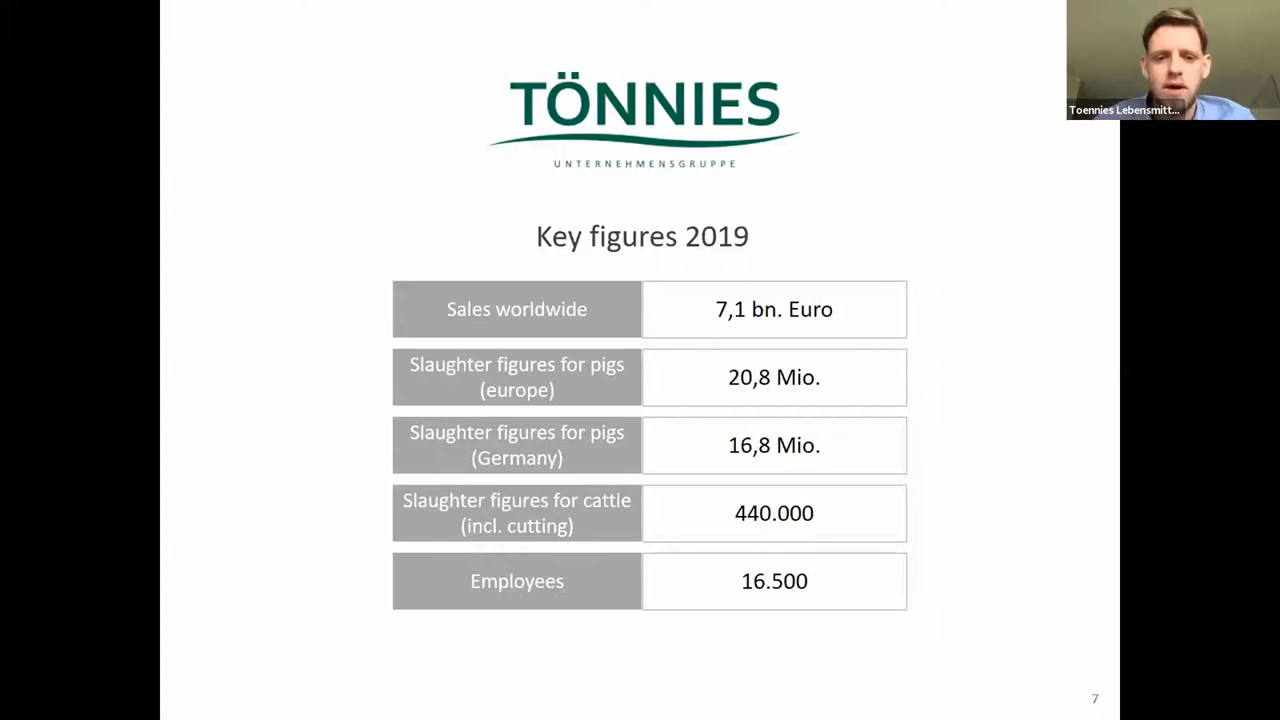 TÖNNIES
UNTERNEHMENSGRUPPE
Toennies Lebensmitt...
Key figures 2019
Sales worldwide
7,1 bn. Euro
Slaughter figures for pigs
(europe)
20,8 Mio.
Slaughter figures for pigs
(Germany)
16,8 Mio.
Slaughter figures for cattle
(incl. cutting)
440.000
Employees
16.500
7